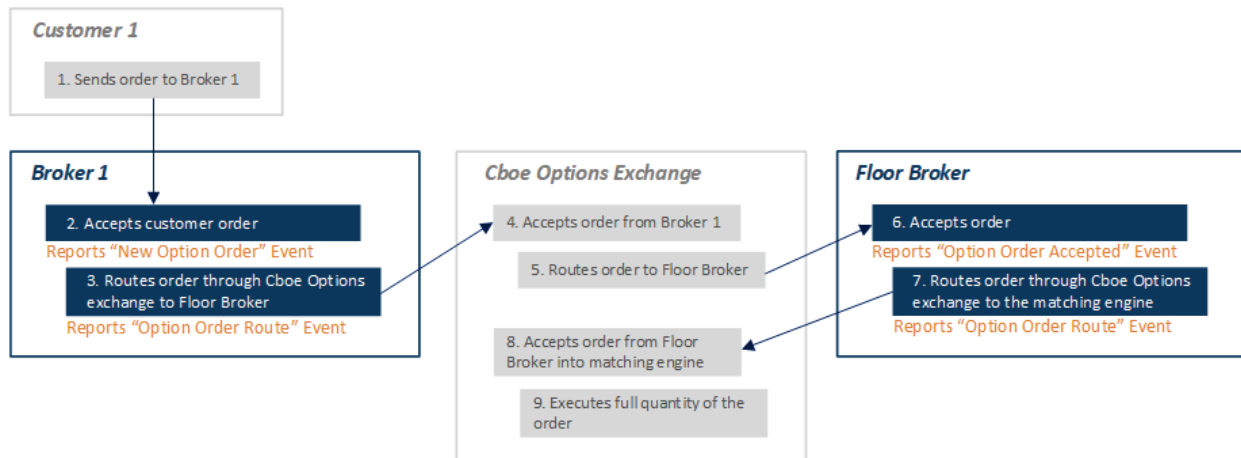 Customer 1
1. Sends order to Broker 1
Broker 1
2. Accepts customer order
Reports “New Option Order” Event
3. Routes order through Cboe Options
exchange to Floor Broker
Reports “Option Order Route” Event
Cboe Options Exchange
4. Accepts order from Broker 1
5. Routes order to Floor Broker
8. Accepts order from Floor
Broker into matching engine
9. Executes full quantity of the
order
Floor Broker
6. Accepts order
Reports “Option Order Accepted” Event
7. Routes order through Cboe Options
exchange to the matching engine
Reports “Option Order Route” Event